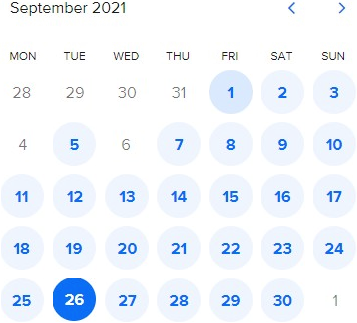 September 2021
MON TUE WED THU FRI SAT SUN
28 29 30 31 1 2 3
4 5 6 7 8 9 10
11 12 13 14 15 16 17
18 19 20 21 22 23 24
25 26 27 28 29 30 1